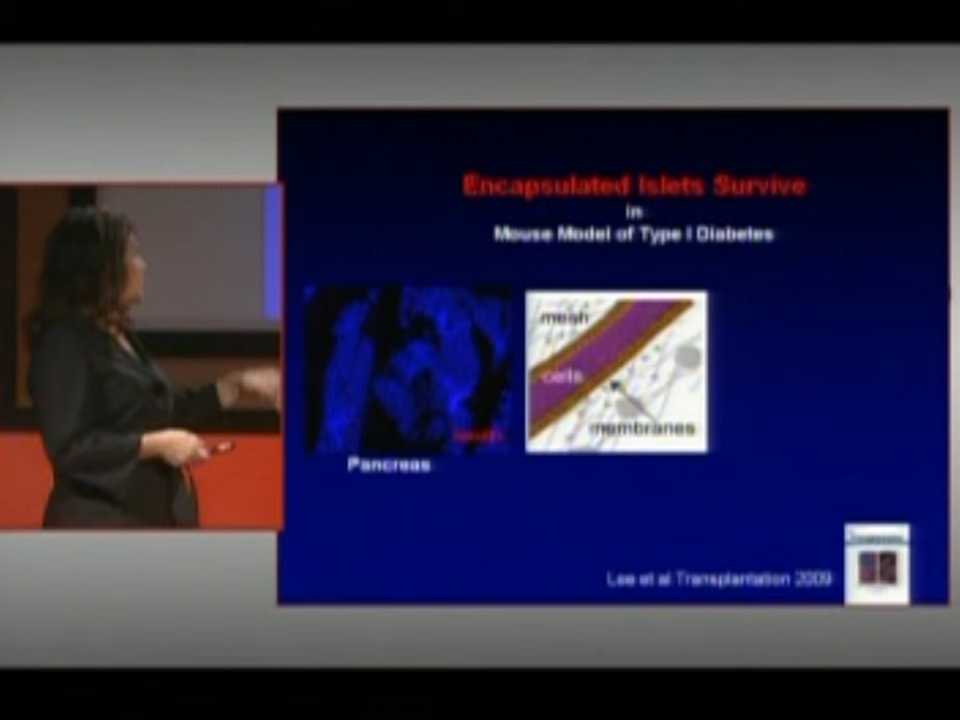 Encapsulated Islets Survive
in
Mouse Model of Type I Diabetes
mesh
cells
membranes
Pancreas
Lee et al Transplantation 2009